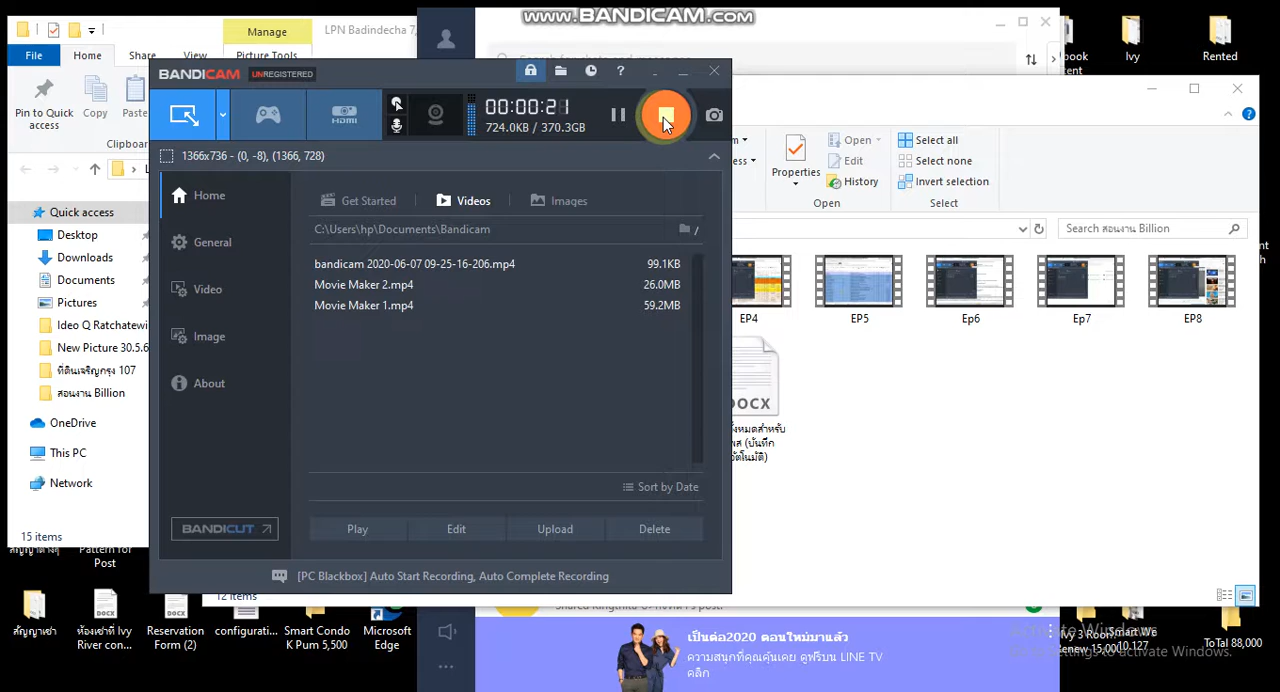 www.BANDICAM.com
Manage
LPN Badindecha 7,
File
Home
Share
View
Picture Tools
Pin to Quick
access
Copy
Paste
Clipboar
Quick access
Desktop
Downloads
Documents
Pictures
Ideo Q Ratchatewi
New Picture 30.5.6
ที่ดินเจริญกรุง 107
สอนงาน Billion
OneDrive
This PC
Network
15 items
BANDICAM
UNREGISTERED
HDMI
00:00:21
724.0KB / 370.3GB
1366x736 - (0, -8), (1366, 728)
Home
General
Video
Image
About
BANDICUT
Get Started
Videos
Images
C:\Users\hp\Documents\Bandicam
bandicam 2020-06-07 09-25-16-206.mp4
99.1KB
Movie Maker 2.mp4
26.0MB
Movie Maker 1.mp4
59.2MB
Sort by Date
Play
Edit
Upload
Delete
[PC Blackbox] Auto Start Recording, Auto Complete Recording
Ivy
Rented
Properties
Open
Edit
History
Open
Select all
Select none
Invert selection
Select
Search สอนงาน Billion
EP4
EP5
Ep6
Ep7
EP8
DOCX
12 items
Pattern for
Post
สัญญาเช่า
ห้องเช่าที่ Ivy
River con...
Reservation
Form (2)
configurati...
Smart Condo
K Pum 5,500
Microsoft
Edge
เป็นต่อ2020 ตอนใหม่มาแล้ว
ความสนุกที่คุณคุ้นเคย ดูฟรีบน LINE TV
คลิก
Activate Windows
ToTal 88,000